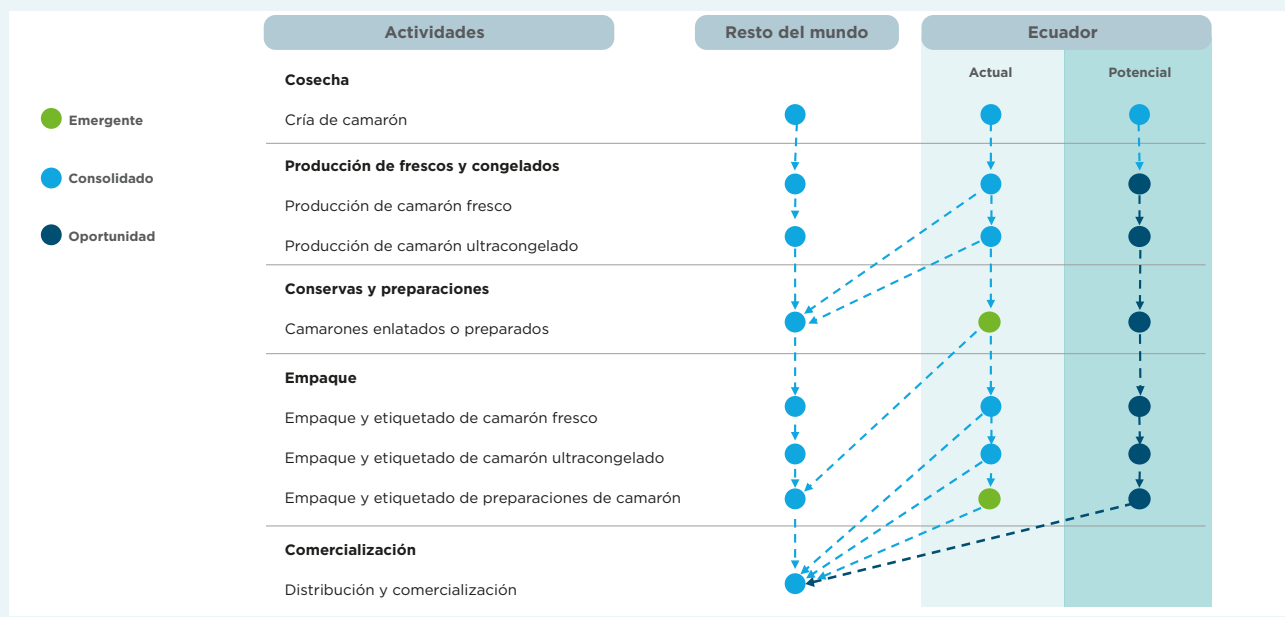 Actividades
Resto del mundo
Ecuador
Actual
Potencial
Emergente
Consolidado
Oportunidad
Cosecha
Cría de camarón
Producción de frescos y congelados
Producción de camarón fresco
Producción de camarón ultracongelado
Conservas y preparaciones
Camarones enlatados o preparados
Empaque
Empaque y etiquetado de camarón fresco
Empaque y etiquetado de camarón ultracongelado
Empaque y etiquetado de preparaciones de camarón
Comercialización
Distribución y comercialización